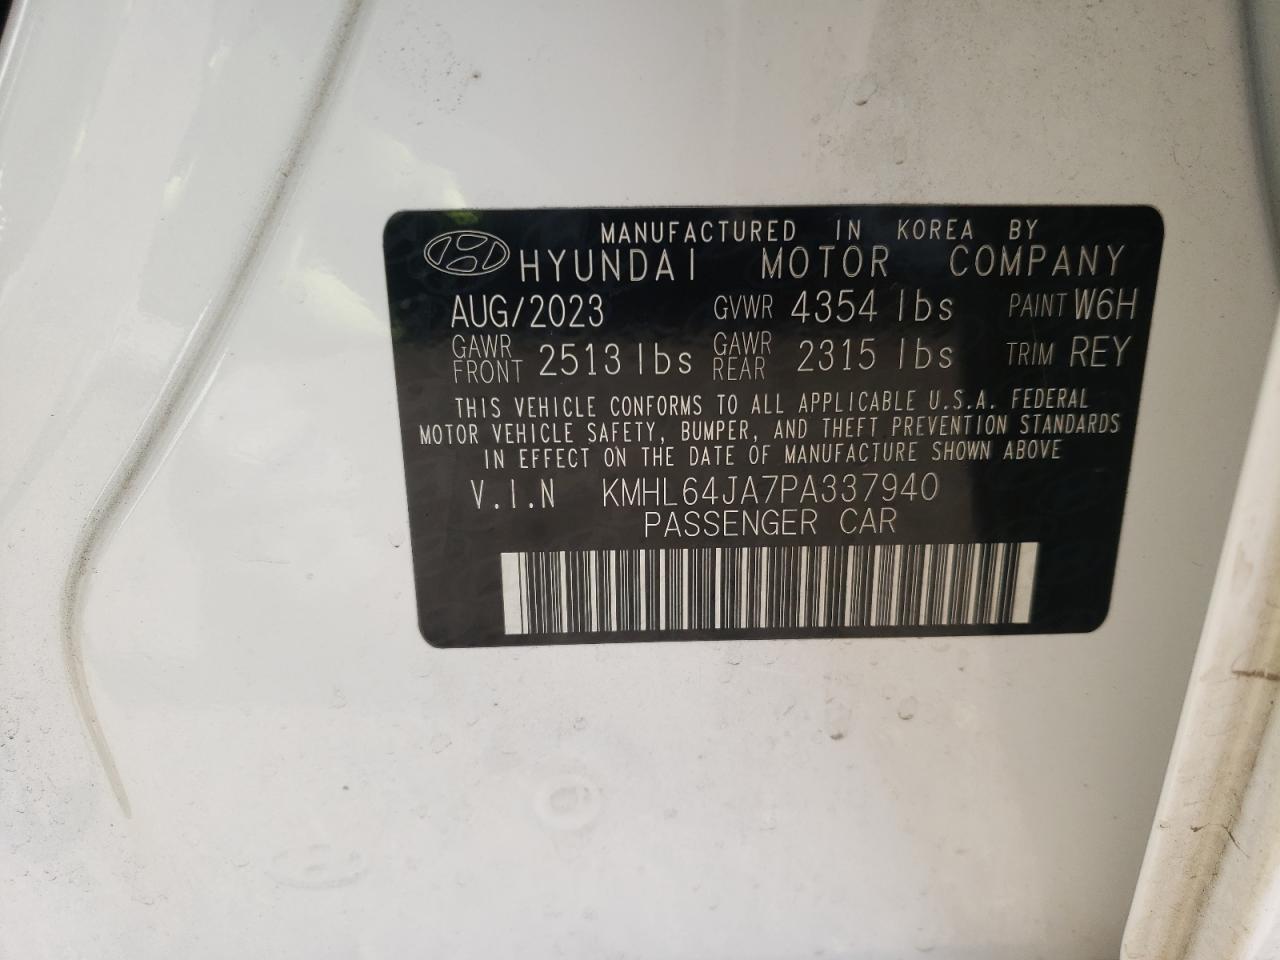 MANUFACTURED IN KOREA BY
HYUNDAI MOTOR COMPANY
AUG/2023 GVWR 4354 lbs PAINT W6H
GAWR FRONT 2513 lbs GAWR REAR 2315 lbs TRIM REY
THIS VEHICLE CONFORMS TO ALL APPLICABLE U.S.A. FEDERAL
MOTOR VEHICLE SAFETY, BUMPER, AND THEFT PREVENTION STANDARDS
IN EFFECT ON THE DATE OF MANUFACTURE SHOWN ABOVE
V.I.N KMHL64JA7PA337940
PASSENGER CAR